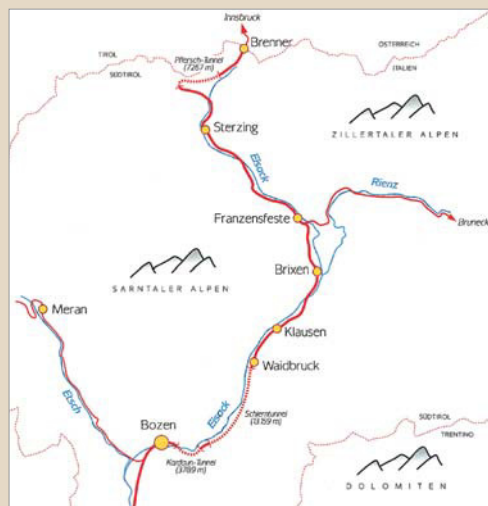 Innsbruck
Brenner
TIROL
SÜDTIROL
Pflersch-Tunnel
(7267 m)
ÖSTERREICH
ITALIEN
Sterzing
Eisack
ZILLERTALER ALPEN
Rienz
Franzensfeste
Bruneck
Brixen
SARNTALER ALPEN
Meran
Klausen
Waidbruck
Etsch
Eisack
Schlerntunnel
(13159 m)
Bozen
Kardaun-Tunnel
(3789 m)
SÜDTIROL
TRENTINO
DOLOMITEN